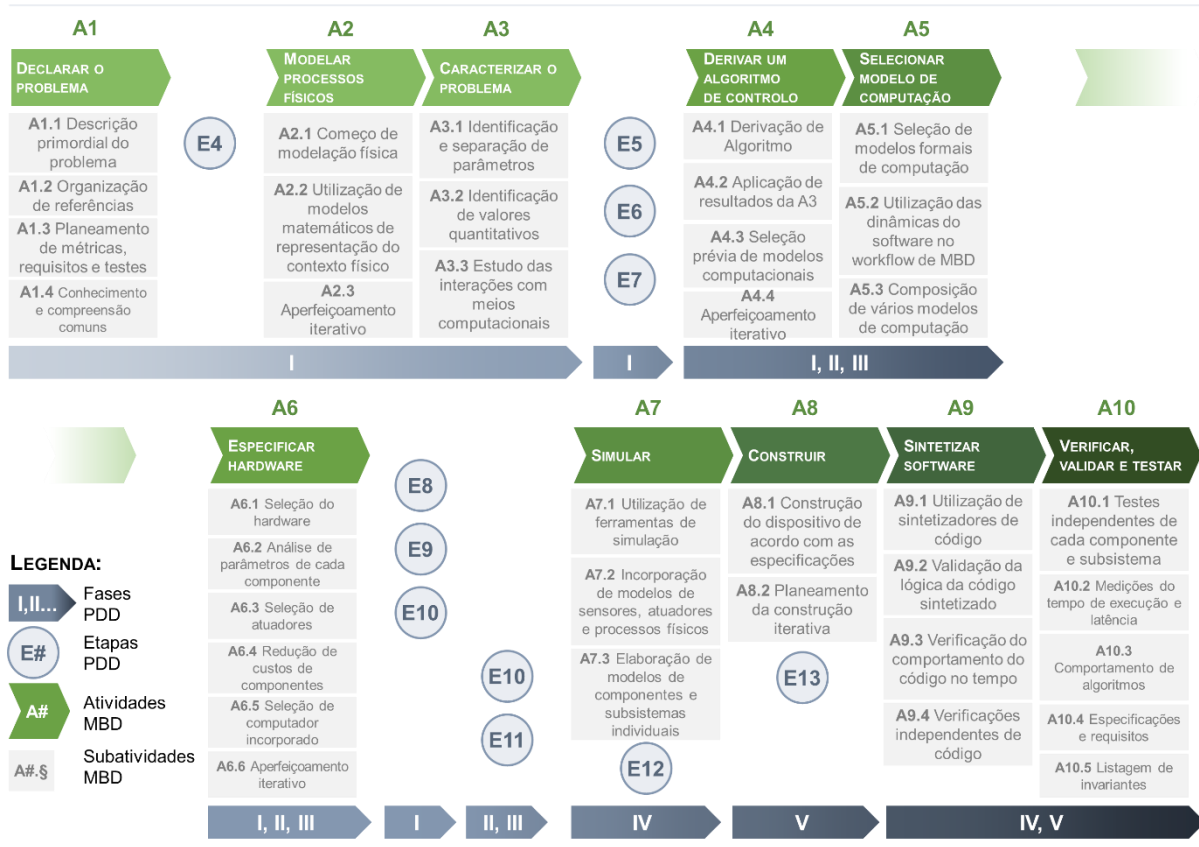 A1
A2
A3
A4
A5
DECLARAR O
PROBLEMA
MODELAR
PROCESSOS
FÍSICOS
CARACTERIZAR O
PROBLEMA
DERIVAR UM
ALGORITMO
DE CONTROLO
SELECIONAR
MODELO DE
COMPUTAÇÃO
A1.1 Descrição
primordial do
problema
A1.2 Organização
de referências
A1.3 Planeamento
de métricas,
requisitos e testes
A1.4 Conhecimento
e compreensão
comuns
E4
A2.1 Começo de
modelação física
A2.2 Utilização de
modelos
matemáticos de
representação do
contexto físico
A2.3
Aperfeiçoamento
iterativo
A3.1 Identificação
e separação de
parâmetros
A3.2 Identificação
de valores
quantitativos
A3.3 Estudo das
interações com
meios
computacionais
E5
E6
E7
A4.1 Derivação de
Algoritmo
A4.2 Aplicação de
resultados da A3
A4.3 Seleção
prévia de modelos
computacionais
A4.4
Aperfeiçoamento
iterativo
A5.1 Seleção de
modelos formais
de computação
A5.2 Utilização das
dinâmicas do
software no
workflow de MBD
A5.3 Composição
de vários modelos
de computação
I
I
I, II, III
A6
A7
A8
A9
A10
ESPECIFICAR
HARDWARE
SIMULAR
CONSTRUIR
SINTETIZAR
SOFTWARE
VERIFICAR,
VALIDAR E TESTAR
A6.1 Seleção do
hardware
A6.2 Análise de
parâmetros de cada
componente
A6.3 Seleção de
atuadores
A6.4 Redução de
custos de
componentes
A6.5 Seleção de
computador
incorporado
A6.6 Aperfeiçoamento
iterativo
E8
E9
E10
E10
E11
A7.1 Utilização de
ferramentas de
simulação
A7.2 Incorporação
de modelos de
sensores, atuadores
e processos físicos
A7.3 Elaboração de
modelos de
componentes e
subsistemas
individuais
E12
A8.1 Construção
do dispositivo de
acordo com as
especificações
A8.2 Planeamento
da construção
iterativa
E13
A9.1 Utilização de
sintetizadores de
código
A9.2 Validação da
lógica da código
sintetizado
A9.3 Verificação do
comportamento do
código no tempo
A9.4 Verificações
independentes de
código
A10.1 Testes
independentes de
cada componente
e subsistema
A10.2 Medições do
tempo de execução e
latência
A10.3
Comportamento de
algoritmos
A10.4 Especificações
e requisitos
A10.5 Listagem de
invariantes
I, II, III
I
II, III
IV
V
IV, V
LEGENDA:
I,II... Fases
PDD
E# Etapas
PDD
A# Atividades
MBD
A#.§ Subatividades
MBD